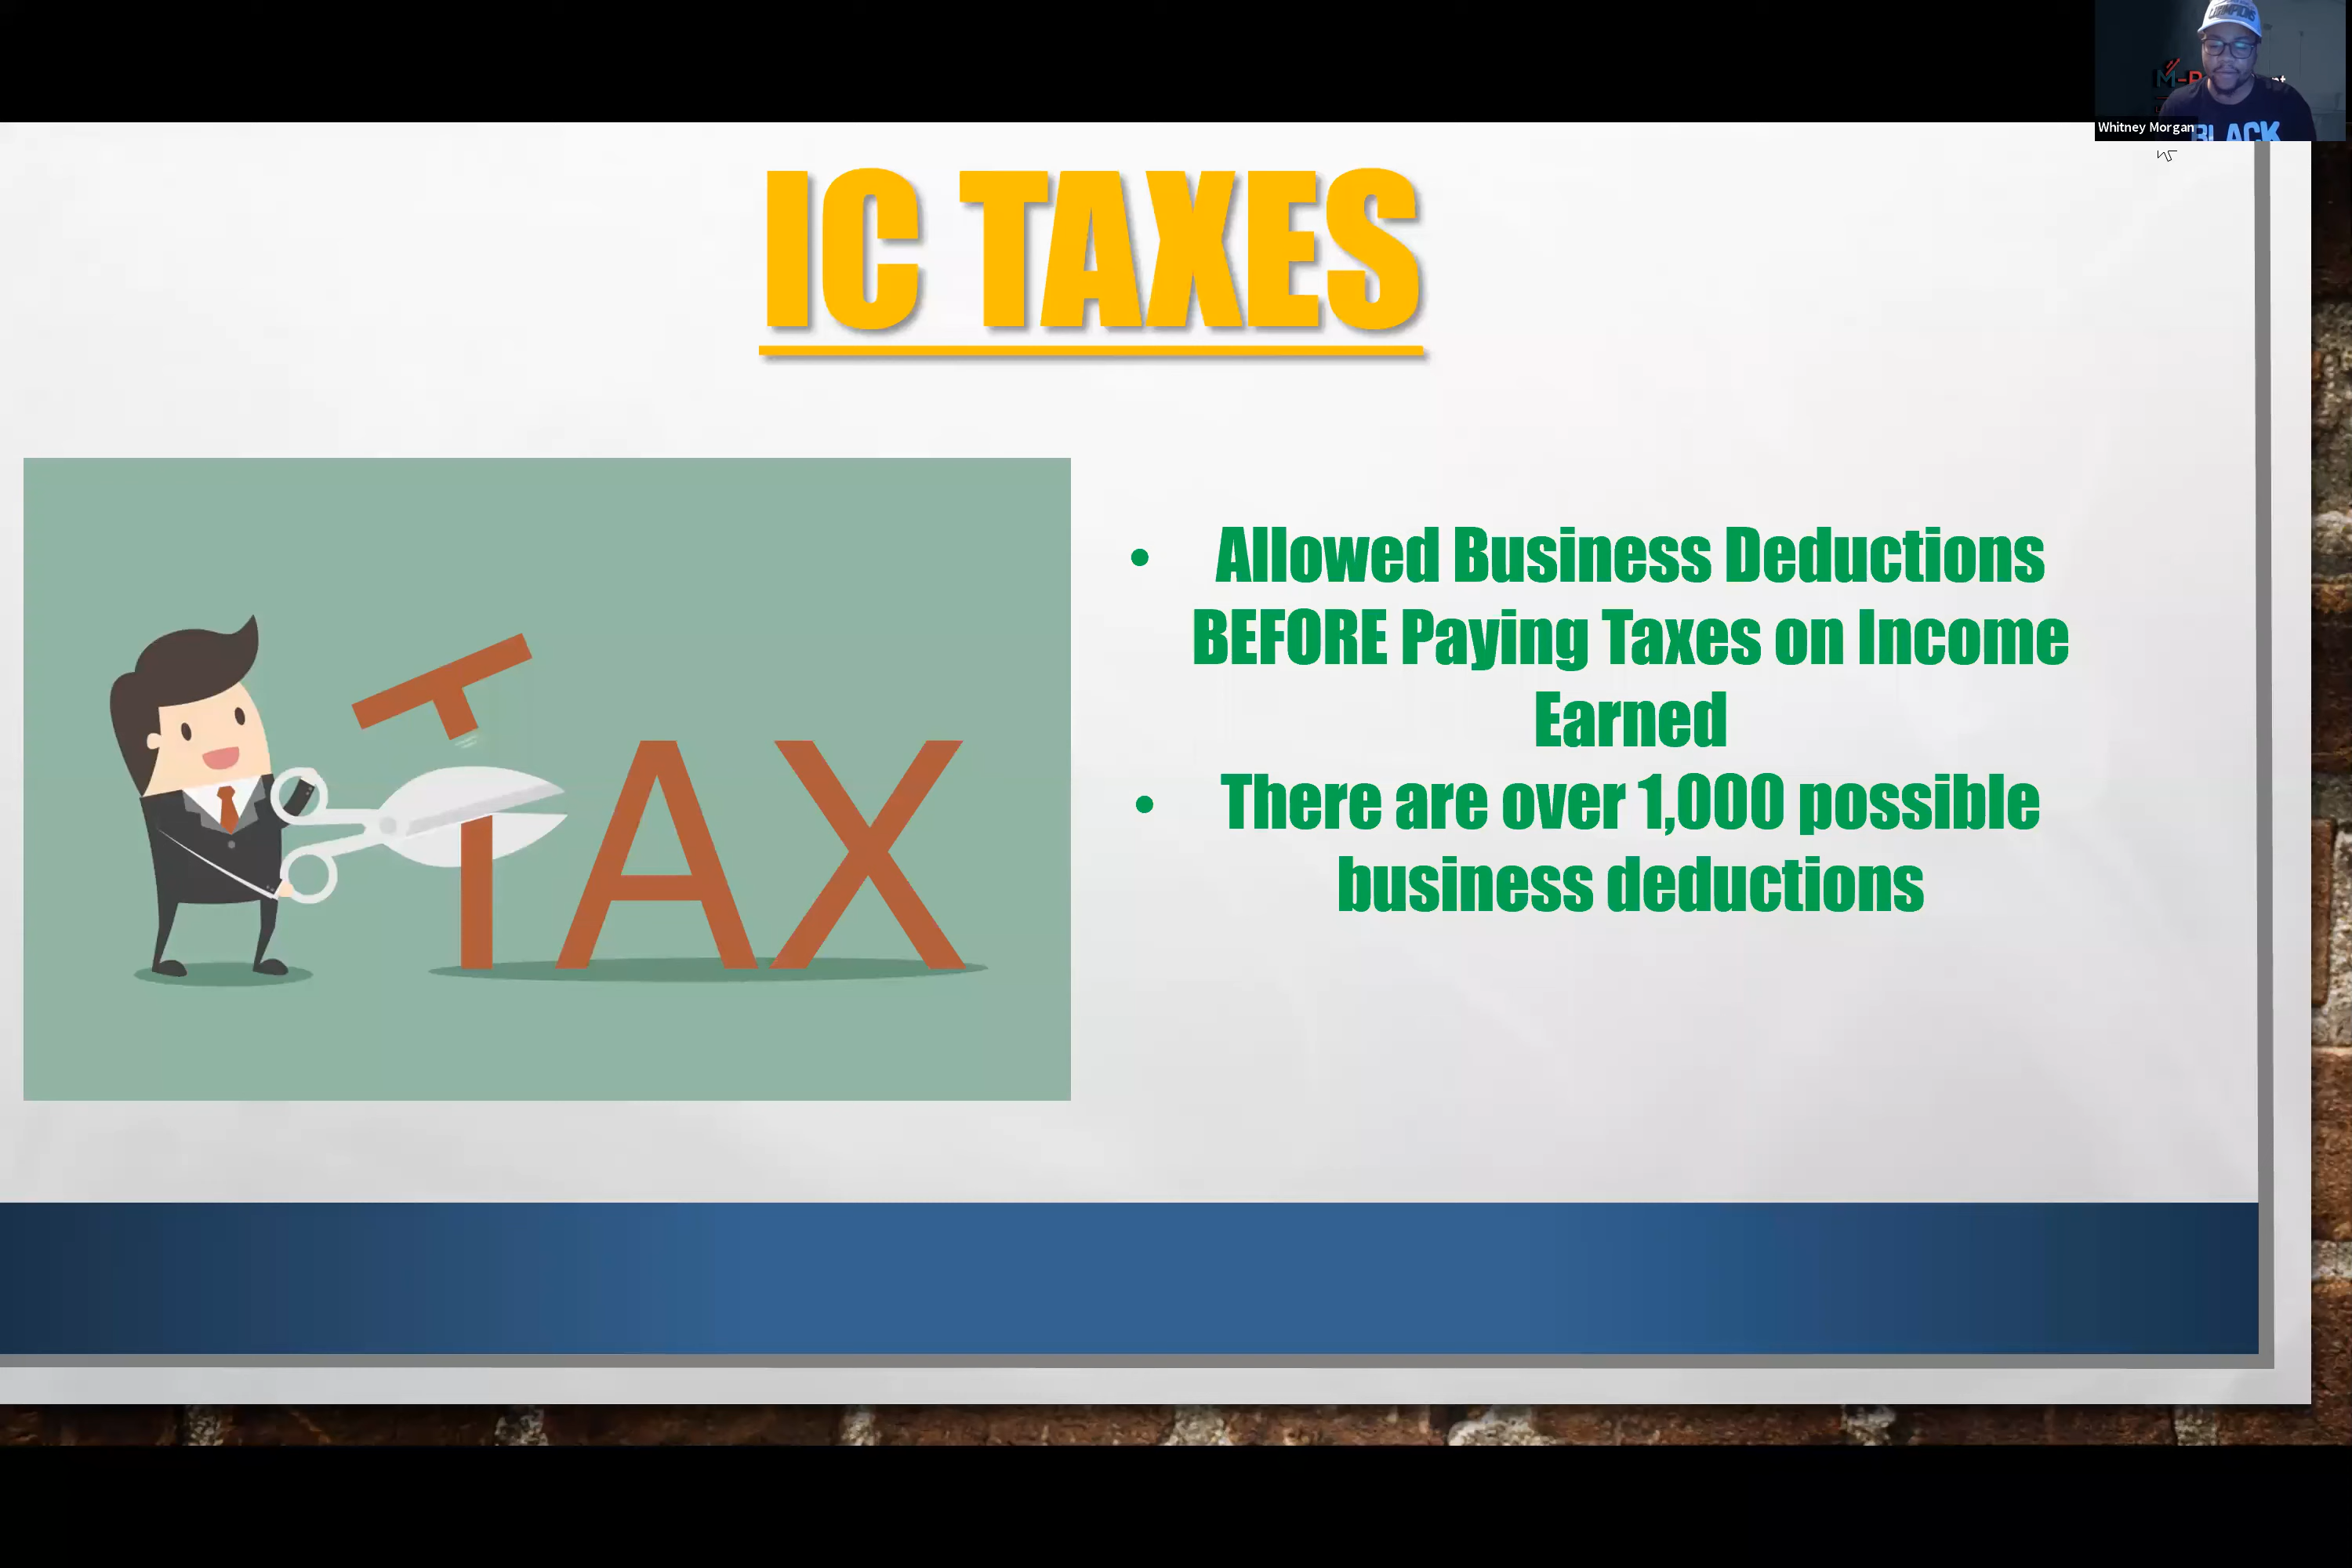 Whitney Morgan
BLACK
IC TAXES
TAX
• Allowed Business Deductions
BEFORE Paying Taxes on Income
Earned
• There are over 1,000 possible
business deductions